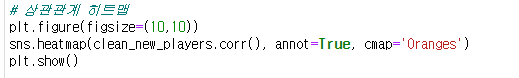 # 상관관계 히트맵
plt.figure(figsize=(10,10))
sns.heatmap(clean_new_players.corr(), annot=True, cmap='Oranges')
plt.show()